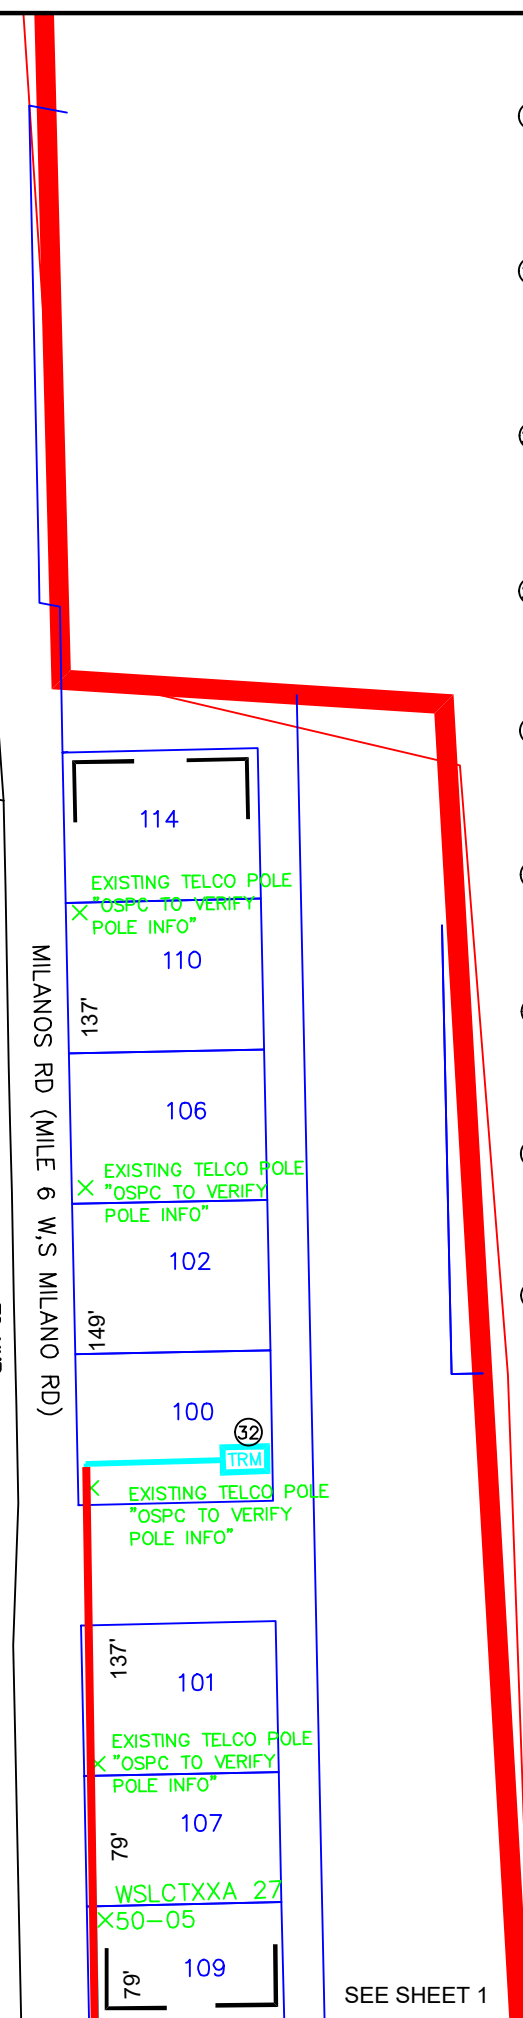 114
EXISTING TELCO POLE
"OSPC TO VERIFY
POLE INFO"
110
137'
MILANOS RD (MILE 6 W,S MILANO RD)
106
EXISTING TELCO POLE
"OSPC TO VERIFY
POLE INFO"
102
149'
100
32
TRM
EXISTING TELCO POLE
"OSPC TO VERIFY
POLE INFO"
137'
101
EXISTING TELCO POLE
"OSPC TO VERIFY
POLE INFO"
107
79'
WSLCTXXA 27
50-05
109
79'
SEE SHEET 1